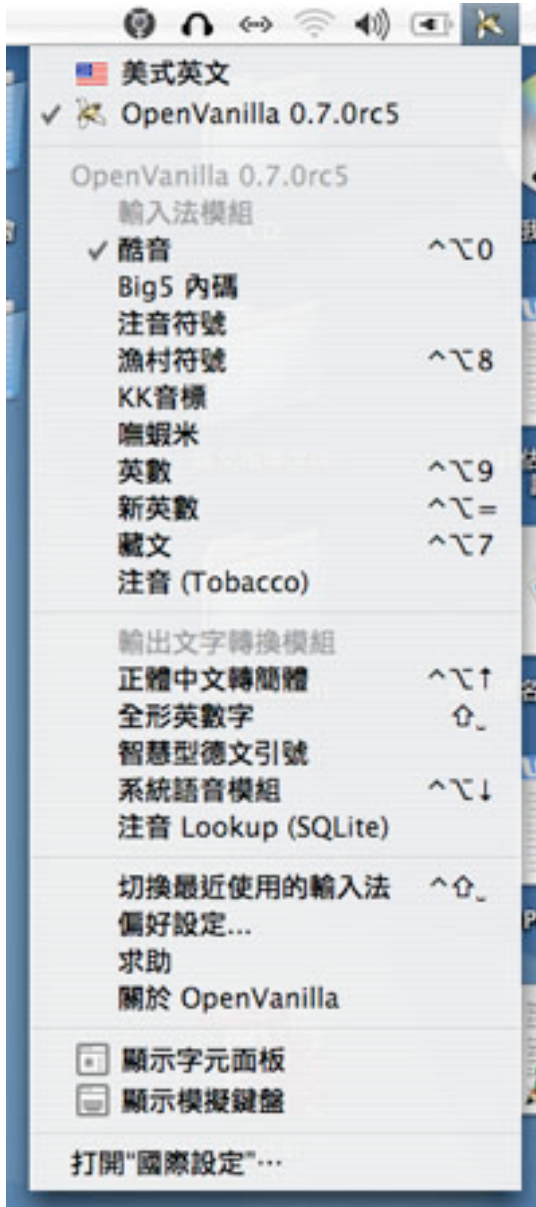 美式英文
✓ OpenVanilla 0.7.0rc5
OpenVanilla 0.7.0rc5
輸入法模組
✓ 酷音 ^⌥0
Big5 內碼
注音符號
漁村符號 ^⌥8
KK音標
嘸蝦米
英數 ^⌥9
新英數 ^⌥=
藏文 ^⌥7
注音 (Tobacco)
輸出文字轉換模組
正體中文轉簡體 ^⌥↑
全形英數字 ⇧_
智慧型德文引號
系統語音模組 ^⌥↓
注音 Lookup (SQLite)
切換最近使用的輸入法 ^⇧_
偏好設定...
求助
關於 OpenVanilla
顯示字元面板
顯示模擬鍵盤
打開“國際設定”…